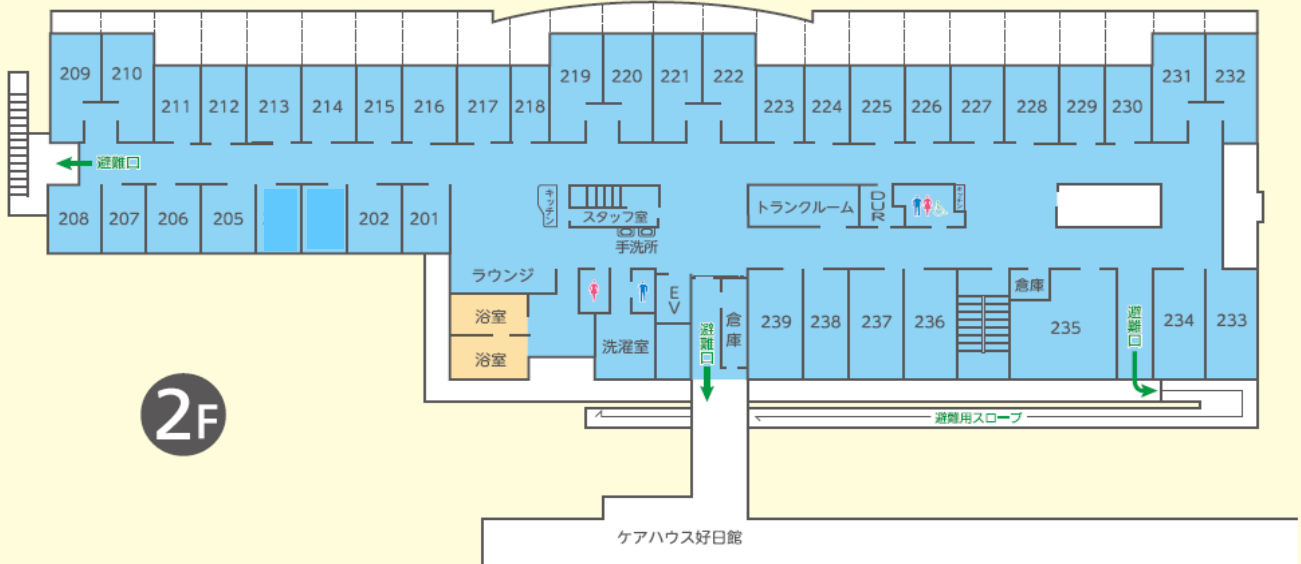 209
210
211
212
213
214
215
216
217
218
219
220
221
222
223
224
225
226
227
228
229
230
231
232
避難口
208
207
206
205
202
201
キッチン
スタッフ室
手洗所
トランクルーム
DUR
キッチン
ラウンジ
浴室
浴室
洗濯室
EV
避難口
倉庫
239
238
237
236
倉庫
235
避難口
234
233
避難用スロープ
2F
ケアハウス好日館